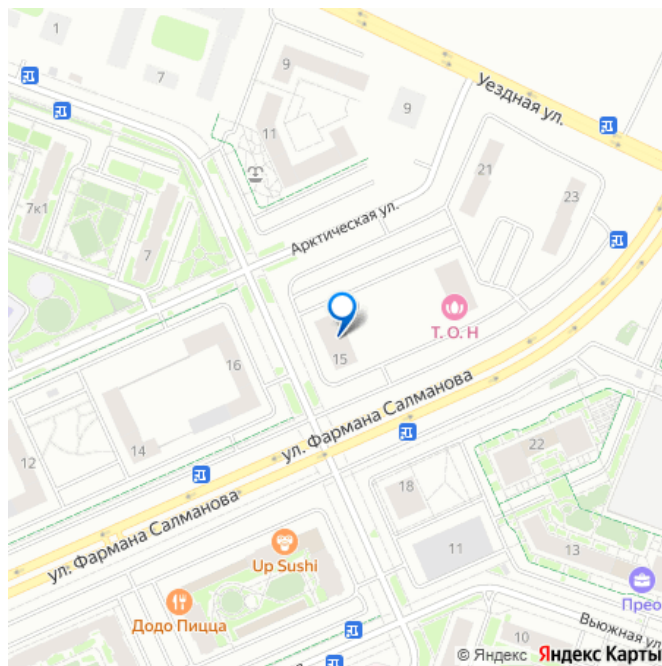 1
9
7
Уездная ул.
9
11
21
23
7к1
7
Арктическая ул.
Т. О. Н
15
16
ул. Фармана Салманова
14
12
22
18
ул. Фармана Салманова
11
13
Up Sushi
Додо Пицца
Прео
Вьюжная ул
10
© Яндекс Яндекс Карты